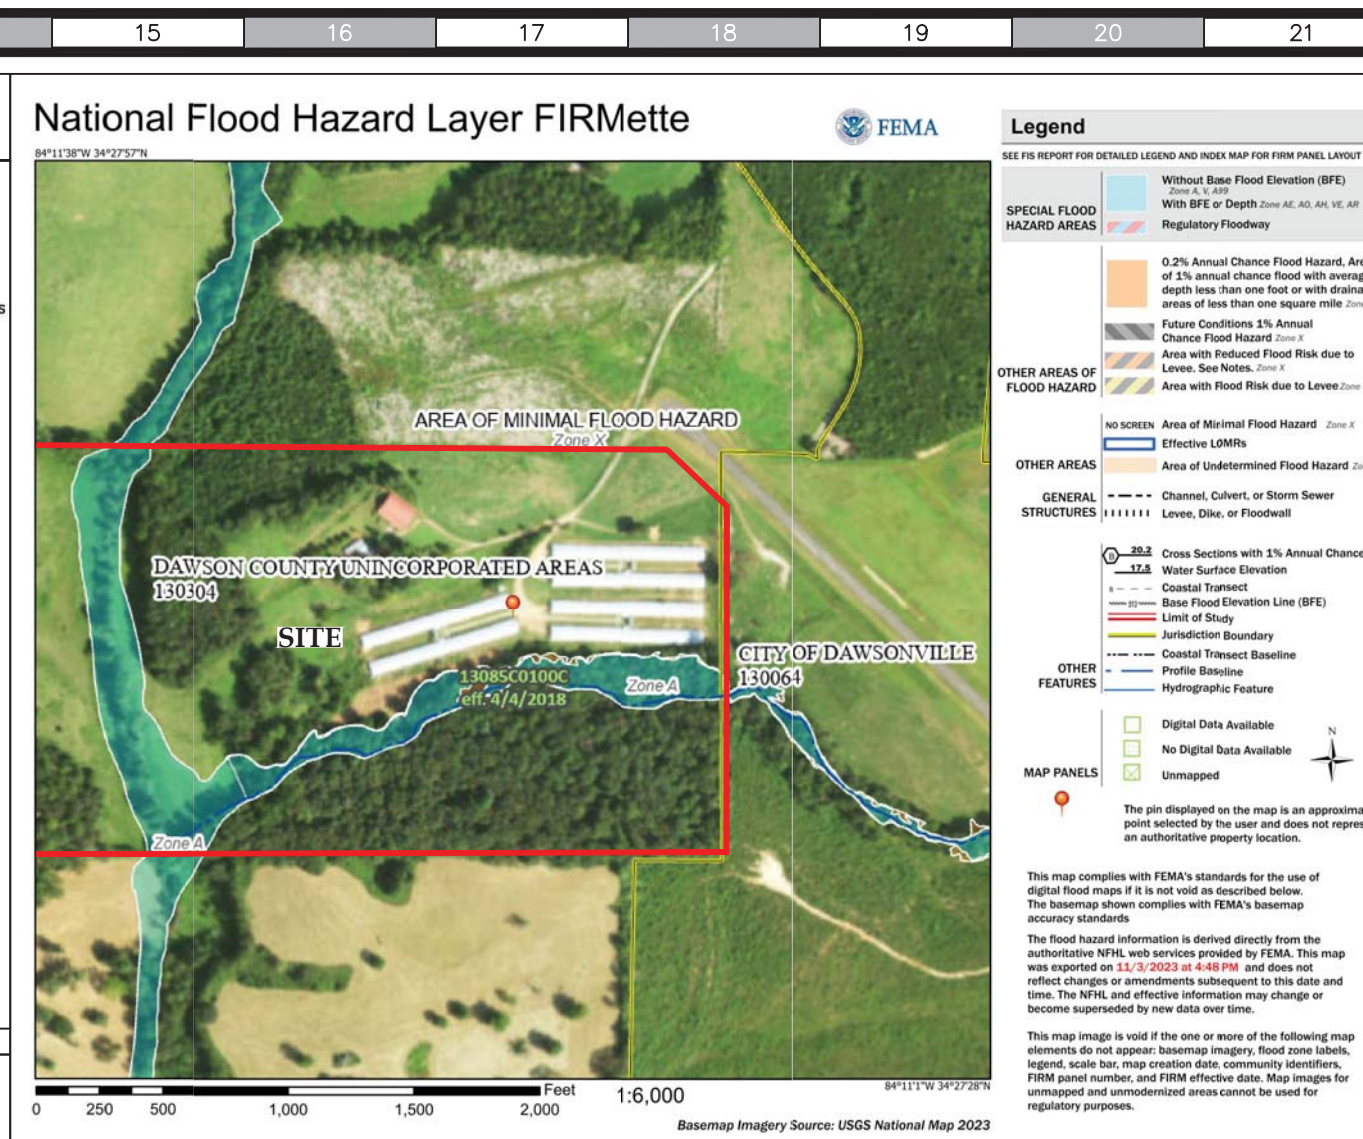 15 16 17 18 19 20 21
National Flood Hazard Layer FIRMette
FEMA
84°11'38"W 34°27'57"N
AREA OF MINIMAL FLOOD HAZARD
Zone X
DAWSON COUNTY UNINCORPORATED AREAS
130304
SITE
13085C0100C
eff. 4/4/2018
Zone A
CITY OF DAWSONVILLE
130064
Zone A
0 250 500 1,000 1,500 2,000
Feet
1:6,000
84°11'1"W 34°27'28"N
Basemap Imagery Source: USGS National Map 2023
Legend
SEE FIS REPORT FOR DETAILED LEGEND AND INDEX MAP FOR FIRM PANEL LAYOUT
SPECIAL FLOOD
HAZARD AREAS
Without Base Flood Elevation (BFE)
Zone A, V, A99
With BFE or Depth Zone AE, AO, AH, VE, AR
Regulatory Floodway
0.2% Annual Chance Flood Hazard, Are
of 1% annual chance flood with averag
depth less than one foot or with draina
areas of less than one square mile Zon
Future Conditions 1% Annual
Chance Flood Hazard Zone X
Area with Reduced Flood Risk due to
Levee. See Notes. Zone X
Area with Flood Risk due to Levee Zone
OTHER AREAS OF
FLOOD HAZARD
NO SCREEN Area of Minimal Flood Hazard Zone X
Effective LOMRs
OTHER AREAS
Area of Undetermined Flood Hazard Zo
GENERAL
STRUCTURES
Channel, Culvert, or Storm Sewer
Levee, Dike, or Floodwall
B 20.2 Cross Sections with 1% Annual Chance
17.5 Water Surface Elevation
8 Coastal Transect
513 Base Flood Elevation Line (BFE)
Limit of Study
Jurisdiction Boundary
Coastal Transect Baseline
OTHER
FEATURES
Profile Baseline
Hydrographic Feature
Digital Data Available
No Digital Data Available
Unmapped
MAP PANELS
N
The pin displayed on the map is an approxima
point selected by the user and does not repres
an authoritative property location.
This map complies with FEMA's standards for the use of
digital flood maps if it is not void as described below.
The basemap shown complies with FEMA's basemap
accuracy standards
The flood hazard information is derived directly from the
authoritative NFHL web services provided by FEMA. This map
was exported on 11/3/2023 at 4:48 PM and does not
reflect changes or amendments subsequent to this date and
time. The NFHL and effective information may change or
become superseded by new data over time.
This map image is void if the one or more of the following map
elements do not appear: basemap imagery, flood zone labels,
legend, scale bar, map creation date, community identifiers,
FIRM panel number, and FIRM effective date. Map images for
unmapped and unmodernized areas cannot be used for
regulatory purposes.